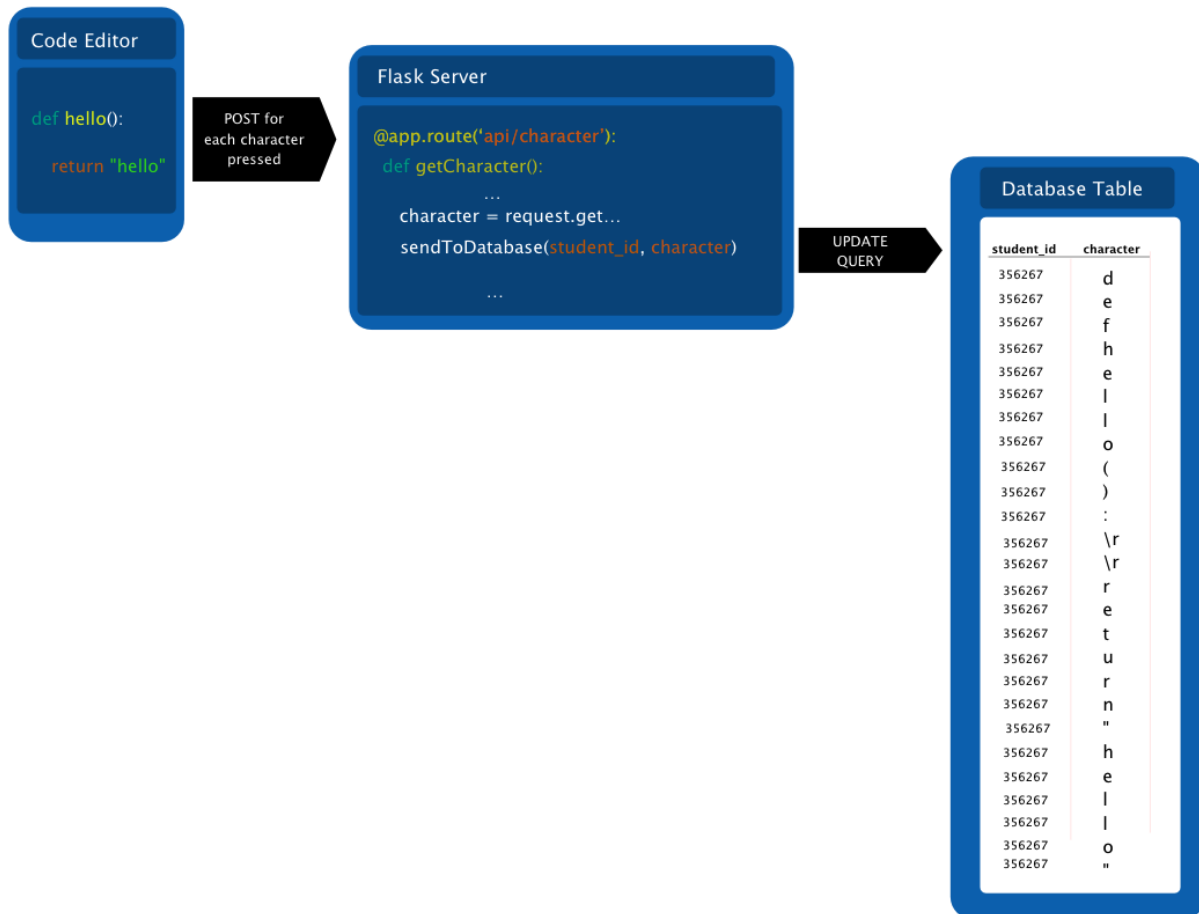 Code Editor
def hello():
return "hello"
POST for
each character
pressed
Flask Server
@app.route(‘api/character’):
def getCharacter():
...
character = request.get...
sendToDatabase(student_id, character)
...
UPDATE
QUERY
Database Table
student_id character
356267 d
356267 e
356267 f
356267 h
356267 e
356267 l
356267 l
356267 o
356267 (
356267 )
356267 :
356267 \r
356267 \r
356267 r
356267 e
356267 t
356267 u
356267 r
356267 n
356267 "
356267 h
356267 e
356267 l
356267 l
356267 o
356267 "